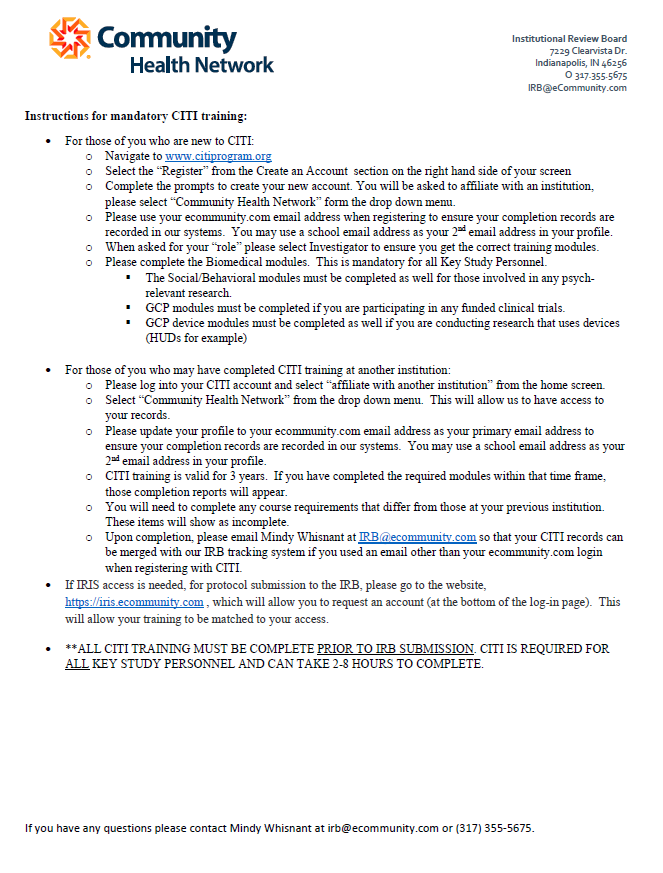 Community
Health Network
Institutional Review Board
7229 Clearvista Dr.
Indianapolis, IN 46256
O 317.355.5675
IRB@eCommunity.com
Instructions for mandatory CITI training:
• For those of you who are new to CITI:
o Navigate to www.citiprogram.org
o Select the “Register” from the Create an Account section on the right hand side of your screen
o Complete the prompts to create your new account. You will be asked to affiliate with an institution,
please select “Community Health Network” form the drop down menu.
o Please use your ecommunity.com email address when registering to ensure your completion records are
recorded in our systems. You may use a school email address as your 2nd email address in your profile.
o When asked for your “role” please select Investigator to ensure you get the correct training modules.
o Please complete the Biomedical modules. This is mandatory for all Key Study Personnel.
▪ The Social/Behavioral modules must be completed as well for those involved in any psych-
relevant research.
▪ GCP modules must be completed if you are participating in any funded clinical trials.
▪ GCP device modules must be completed as well if you are conducting research that uses devices
(HUDs for example)
• For those of you who may have completed CITI training at another institution:
o Please log into your CITI account and select “affiliate with another institution” from the home screen.
o Select “Community Health Network” from the drop down menu. This will allow us to have access to
your records.
o Please update your profile to your ecommunity.com email address as your primary email address to
ensure your completion records are recorded in our systems. You may use a school email address as your
2nd email address in your profile.
o CITI training is valid for 3 years. If you have completed the required modules within that time frame,
those completion reports will appear.
o You will need to complete any course requirements that differ from those at your previous institution.
These items will show as incomplete.
o Upon completion, please email Mindy Whisnant at IRB@ecommunity.com so that your CITI records can
be merged with our IRB tracking system if you used an email other than your ecommunity.com login
when registering with CITI.
• If IRIS access is needed, for protocol submission to the IRB, please go to the website,
https://iris.ecommunity.com , which will allow you to request an account (at the bottom of the log-in page). This
will allow your training to be matched to your access.
• **ALL CITI TRAINING MUST BE COMPLETE PRIOR TO IRB SUBMISSION. CITI IS REQUIRED FOR
ALL KEY STUDY PERSONNEL AND CAN TAKE 2-8 HOURS TO COMPLETE.
If you have any questions please contact Mindy Whisnant at irb@ecommunity.com or (317) 355-5675.